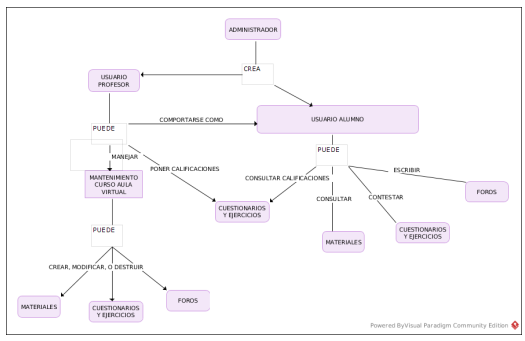 ADMINISTRADOR
CREA
USUARIO
PROFESOR
USUARIO ALUMNO
COMPORTARSE COMO
PUEDE
MANEJAR
PONER CALIFICACIONES
PUEDE
CONSULTAR CALIFICACIONES
CONSULTAR
CONTESTAR
ESCRIBIR
MANTENIMIENTO
CURSO AULA
VIRTUAL
CUESTIONARIOS
Y EJERCICIOS
MATERIALES
CUESTIONARIOS
Y EJERCICIOS
FOROS
PUEDE
CREAR, MODIFICAR, O DESTRUIR
MATERIALES
CUESTIONARIOS
Y EJERCICIOS
FOROS
Powered ByVisual Paradigm Community Edition